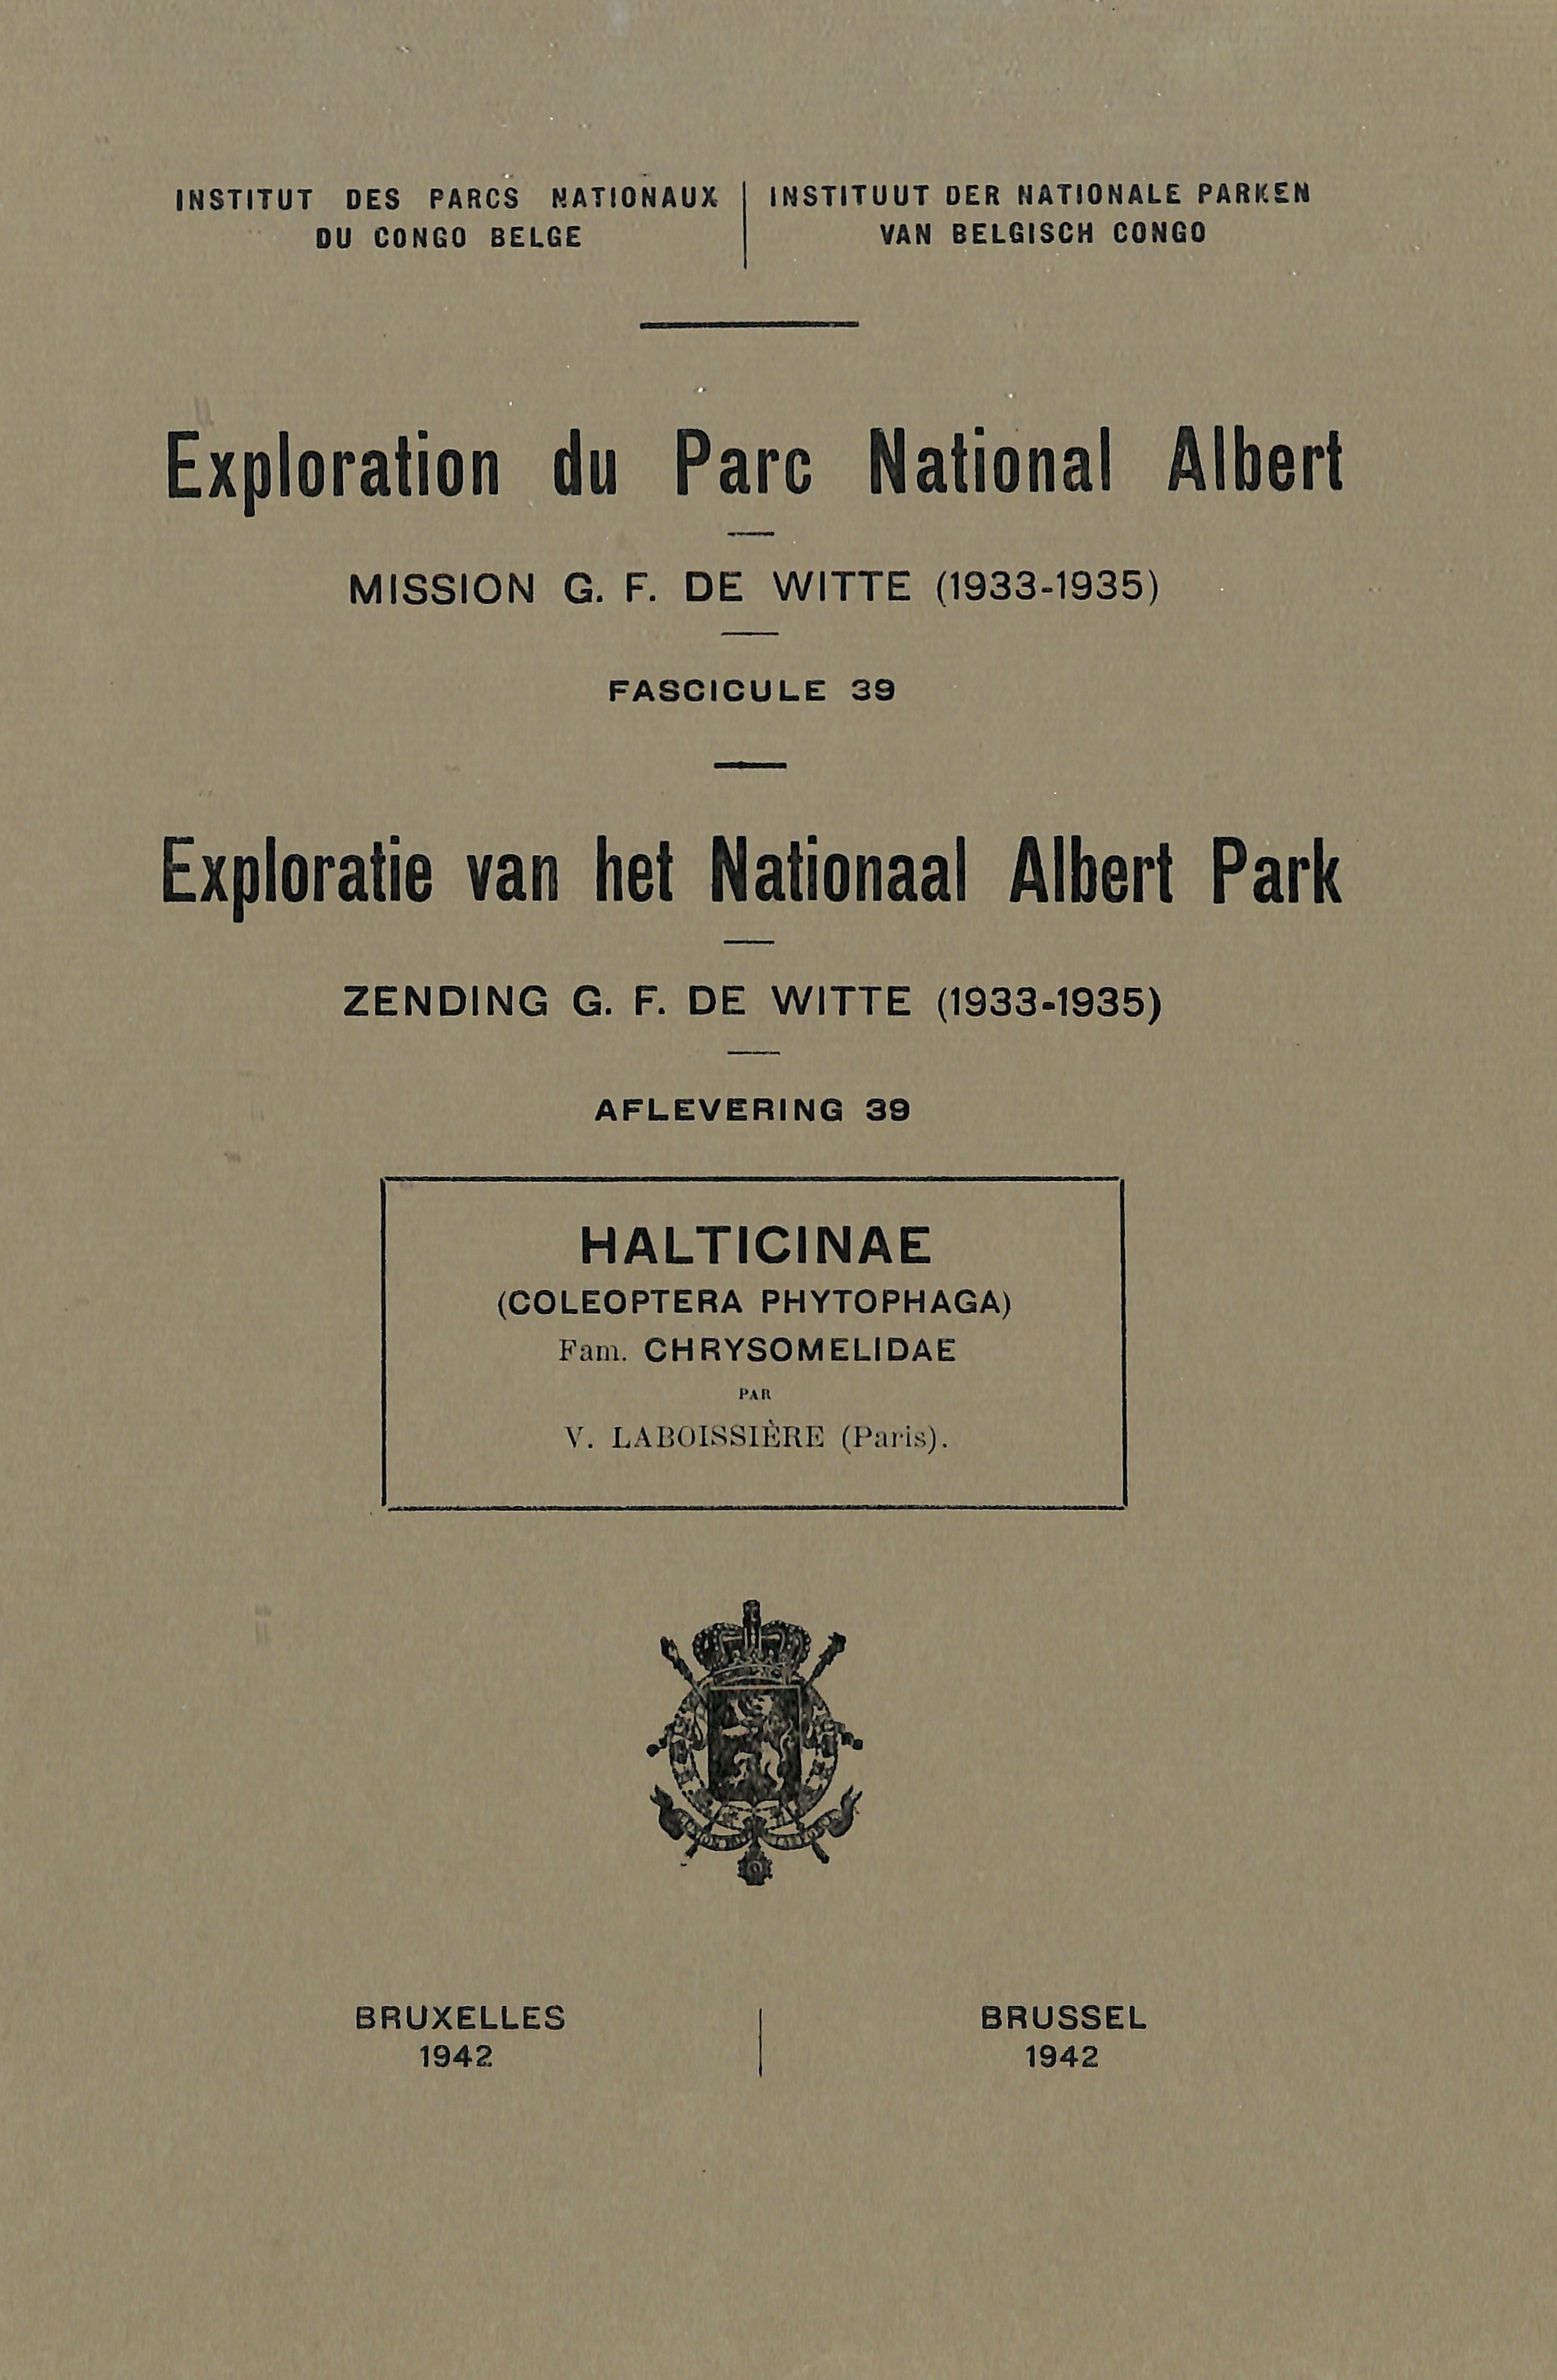 INSTITUT DES PARCS NATIONAUX
DU CONGO BELGE
INSTITUUT DER NATIONALE PARKEN
VAN BELGISCH CONGO
Exploration du Parc National Albert
MISSION G. F. DE WITTE (1933-1935)
FASCICULE 39
Exploratie van het Nationaal Albert Park
ZENDING G. F. DE WITTE (1933-1935)
AFLEVERING 39
HALTICINAE
(COLEOPTERA PHYTOPHAGA)
Fam. CHRYSOMELIDAE
PAR
V. LABOISSIÈRE (Paris).
BRUXELLES
1942
BRUSSEL
1942